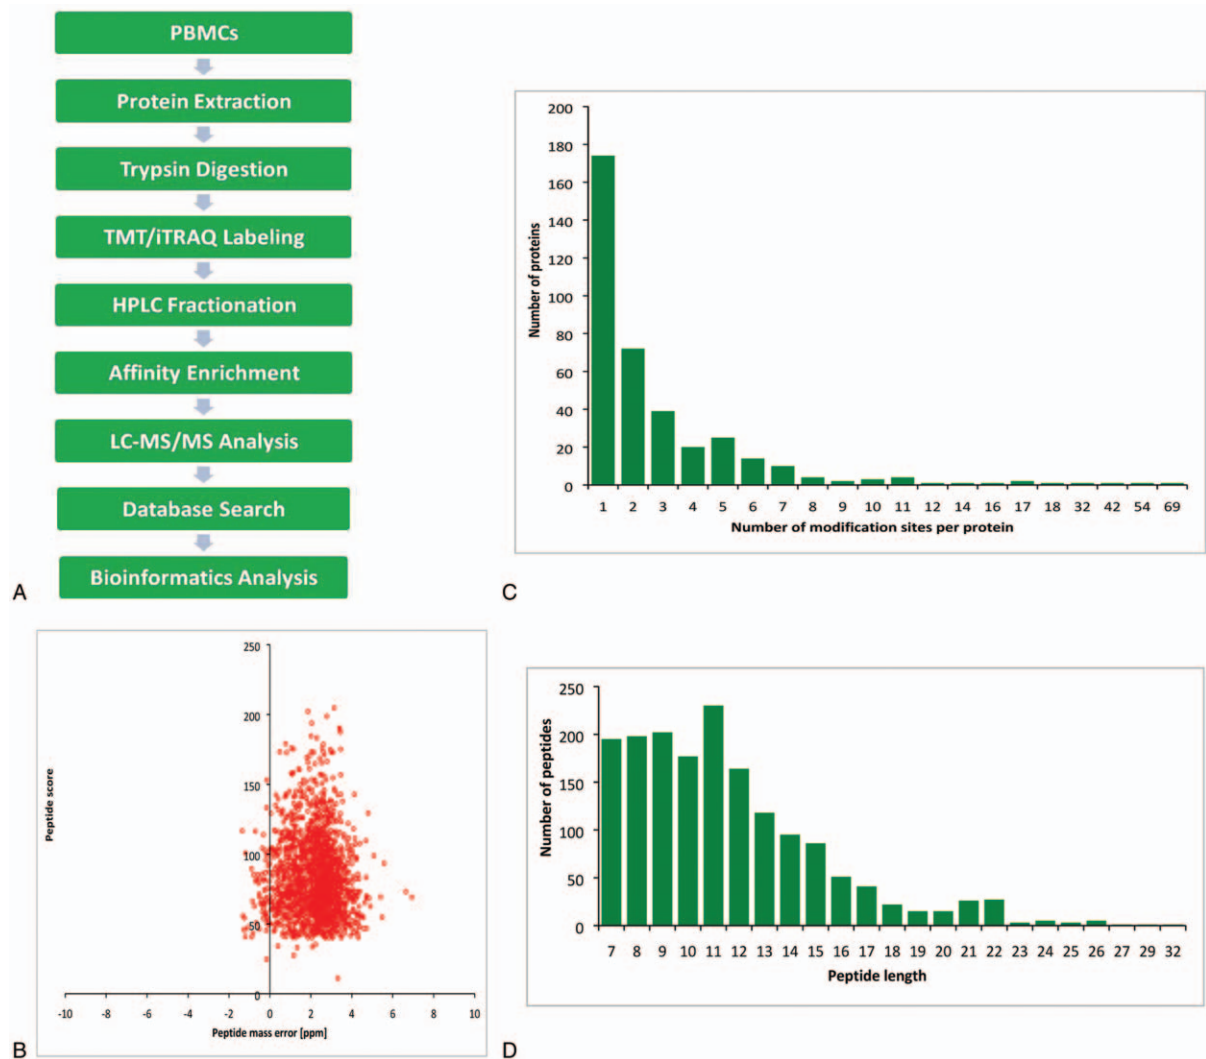 PBMCs
Protein Extraction
Trypsin Digestion
TMT/iTRAQ Labeling
HPLC Fractionation
Affinity Enrichment
LC-MS/MS Analysis
Database Search
Bioinformatics Analysis
A
200
180
160
140
120
100
80
60
40
20
0
Number of proteins
1 2 3 4 5 6 7 8 9 10 11 12 14 16 17 18 32 42 54 69
Number of modification sites per protein
C
250
200
150
100
50
0
Peptide score
-10 -8 -6 -4 -2 0 2 4 6 8 10
Peptide mass error [ppm]
B
250
200
150
100
50
0
Number of peptides
7 8 9 10 11 12 13 14 15 16 17 18 19 20 21 22 23 24 25 26 27 29 32
Peptide length
D